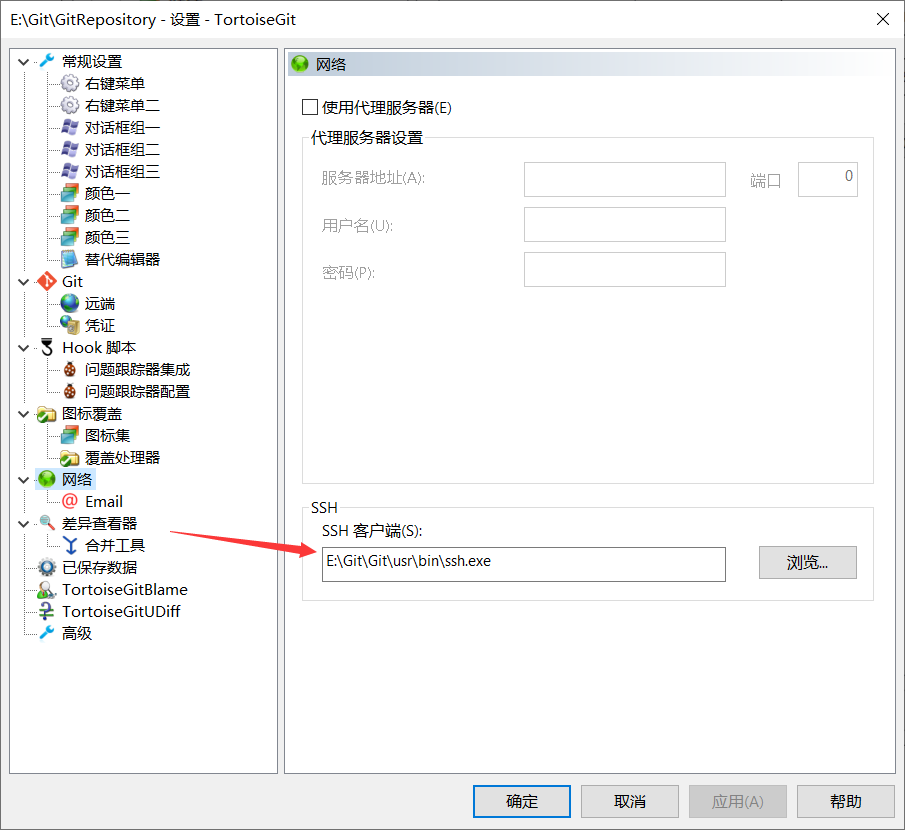 E:\Git\GitRepository - 设置 - TortoiseGit
常规设置
右键菜单
右键菜单二
对话框组一
对话框组二
对话框组三
颜色一
颜色二
颜色三
替代编辑器
Git
远端
凭证
Hook 脚本
问题跟踪器集成
问题跟踪器配置
图标覆盖
图标集
覆盖处理器
网络
Email
差异查看器
合并工具
已保存数据
TortoiseGitBlame
TortoiseGitUDiff
高级
网络
使用代理服务器(E)
代理服务器设置
服务器地址(A):
端口
0
用户名(U):
密码(P):
SSH
SSH 客户端(S):
E:\Git\Git\usr\bin\ssh.exe
浏览...
确定
取消
应用(A)
帮助